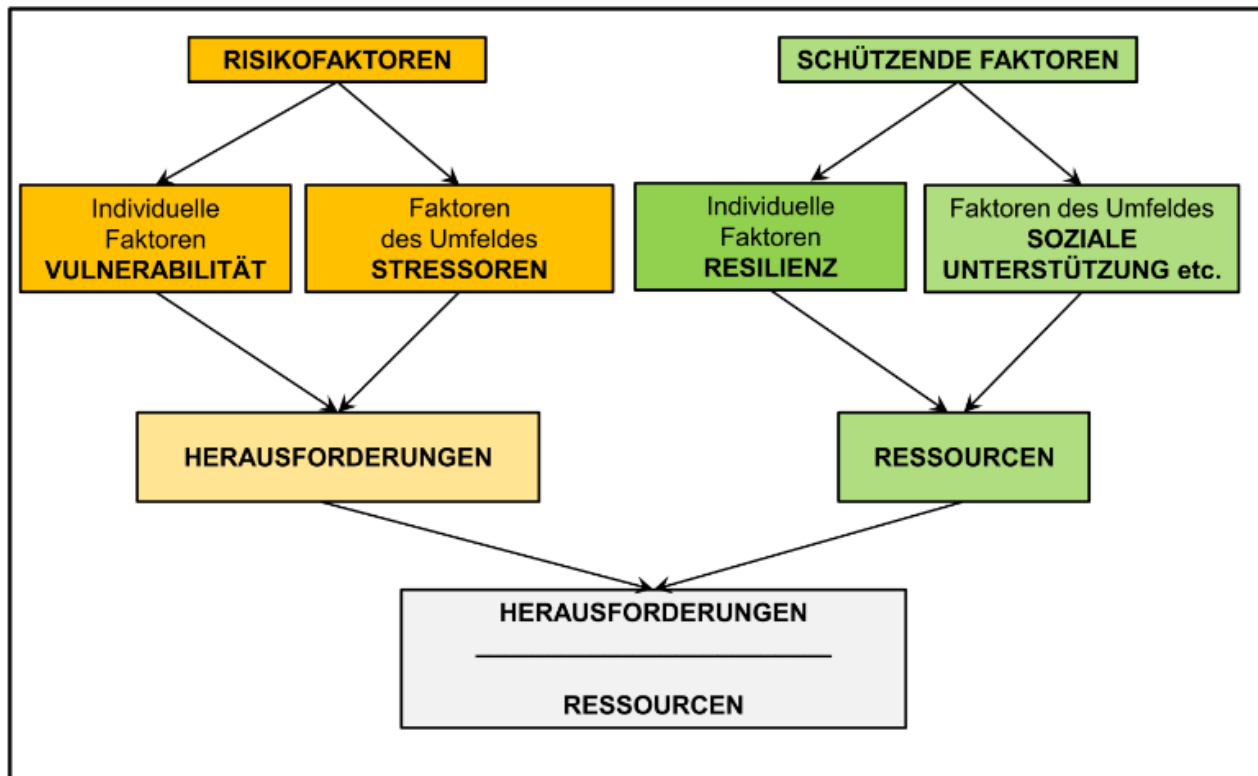 RISIKOFAKTOREN
SCHÜTZENDE FAKTOREN
Individuelle
Faktoren
VULNERABILITÄT
Faktoren
des Umfeldes
STRESSOREN
Individuelle
Faktoren
RESILIENZ
Faktoren des Umfeldes
SOZIALE
UNTERSTÜTZUNG etc.
HERAUSFORDERUNGEN
RESSOURCEN
HERAUSFORDERUNGEN
RESSOURCEN